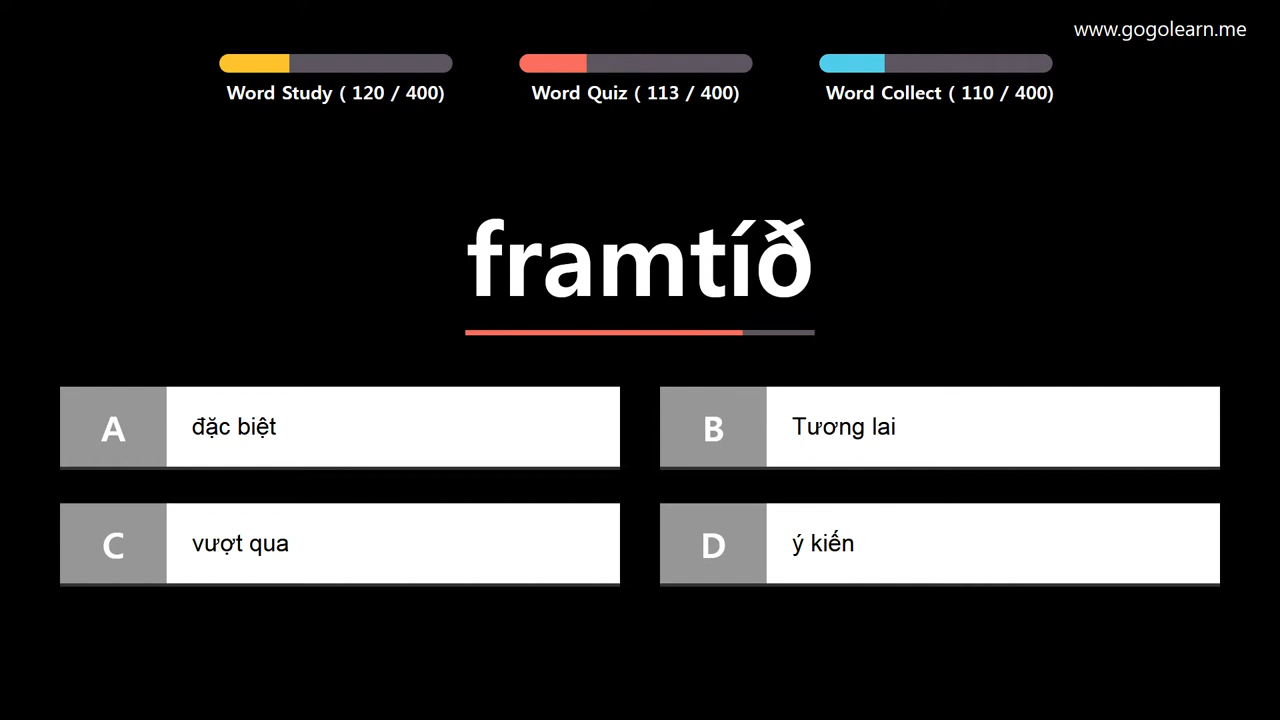 www.gogolearn.me
Word Study ( 120 / 400)
Word Quiz ( 113 / 400)
Word Collect ( 110 / 400)
framtíð
A đặc biệt
B Tương lai
C vượt qua
D ý kiến